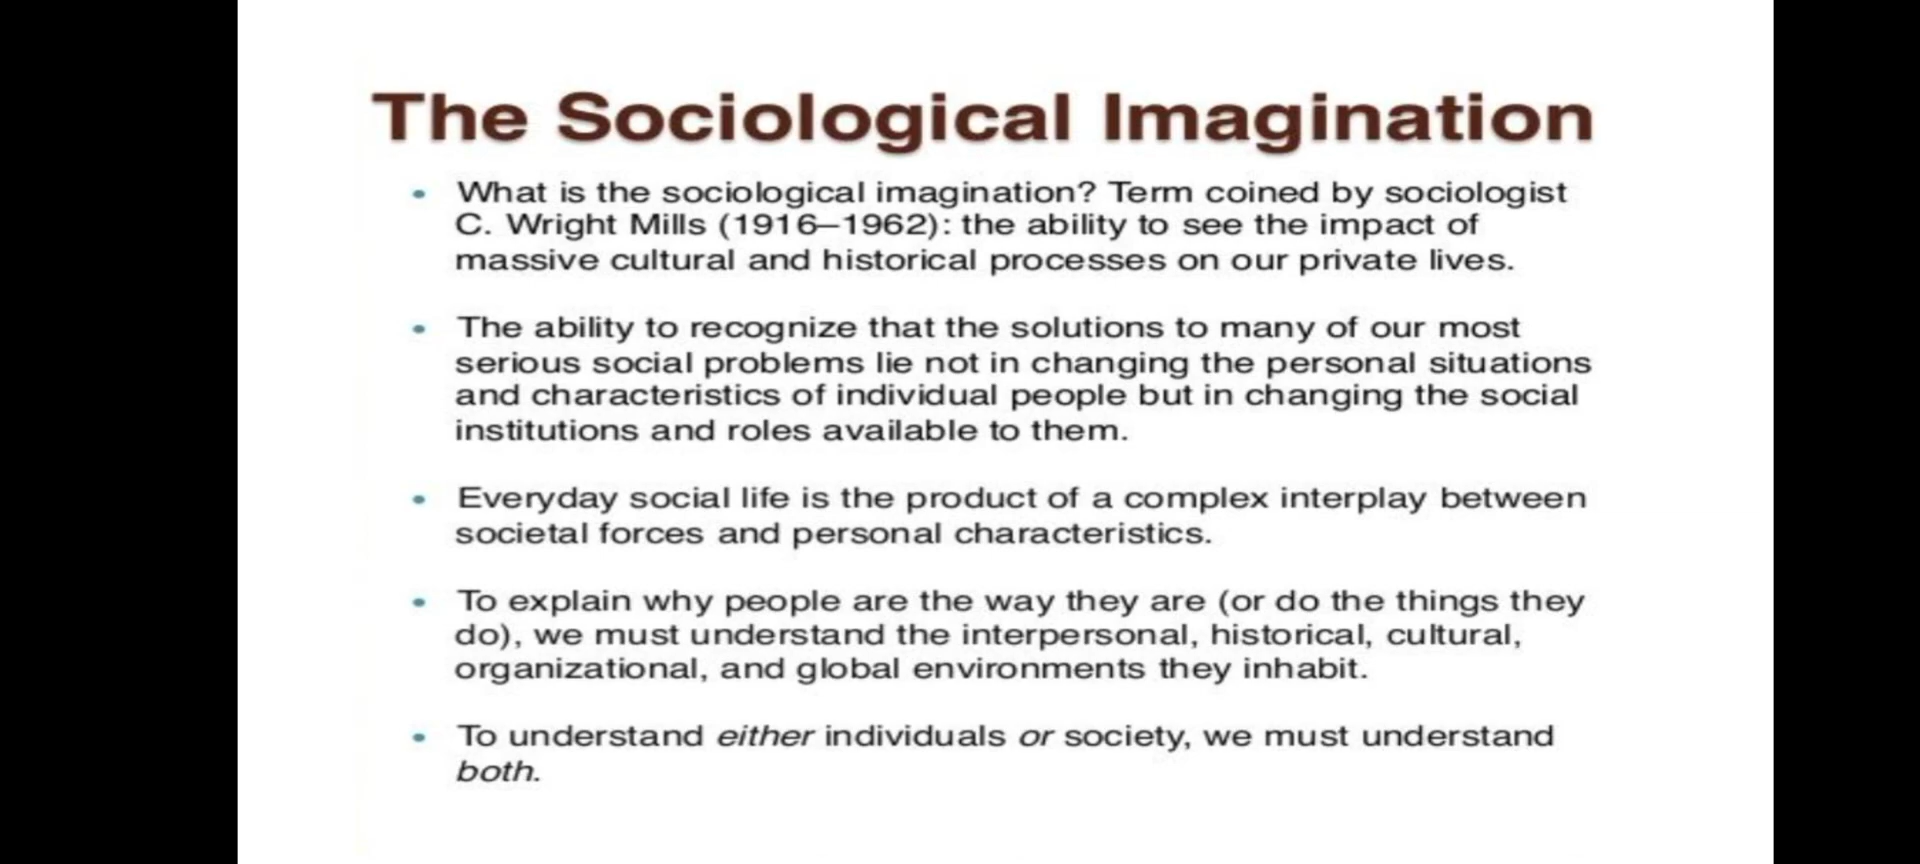 The Sociological Imagination
• What is the sociological imagination? Term coined by sociologist
C. Wright Mills (1916–1962): the ability to see the impact of
massive cultural and historical processes on our private lives.
• The ability to recognize that the solutions to many of our most
serious social problems lie not in changing the personal situations
and characteristics of individual people but in changing the social
institutions and roles available to them.
• Everyday social life is the product of a complex interplay between
societal forces and personal characteristics.
• To explain why people are the way they are (or do the things they
do), we must understand the interpersonal, historical, cultural,
organizational, and global environments they inhabit.
• To understand either individuals or society, we must understand
both.